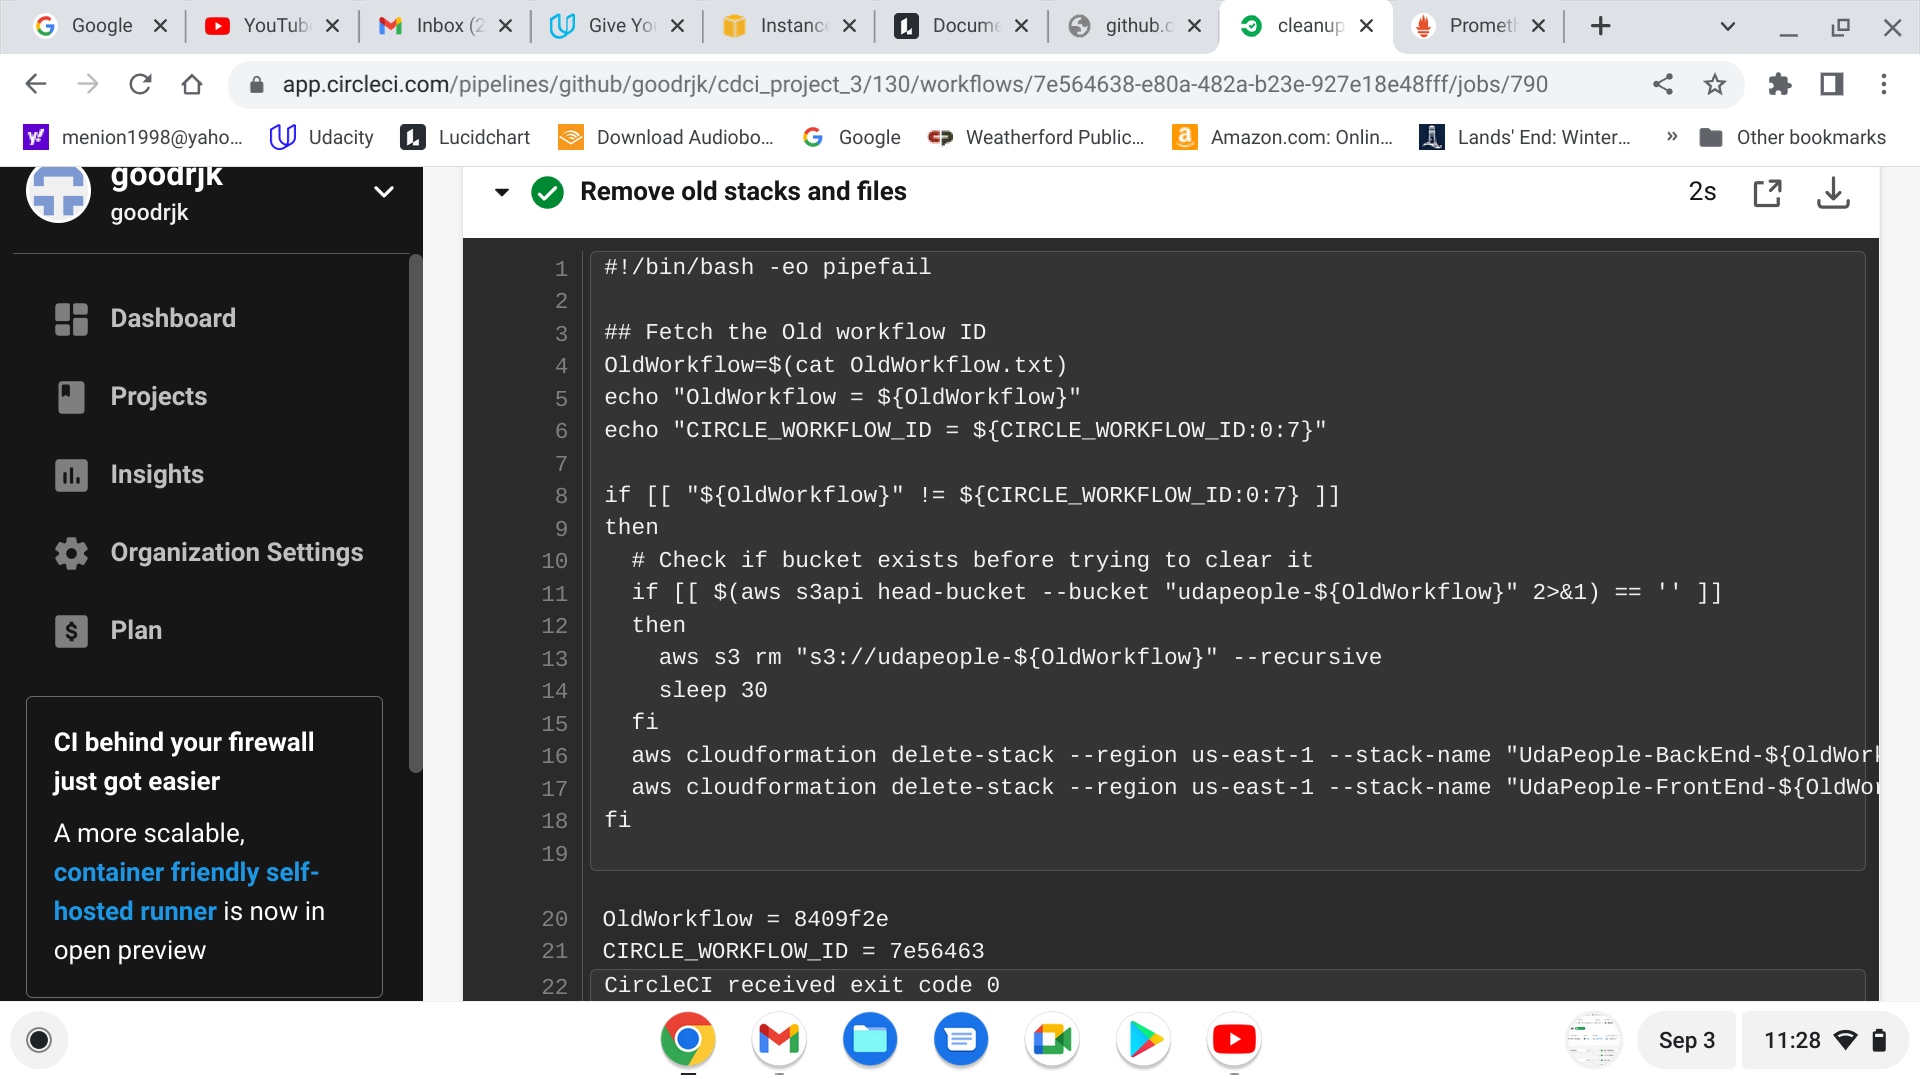 Google
YouTub
Inbox (2
Give Yo
Instance
Docume
github.c
cleanup
Prometh
app.circleci.com/pipelines/github/goodrjk/cdci_project_3/130/workflows/7e564638-e80a-482a-b23e-927e18e48fff/jobs/790
menion1998@yaho...
Udacity
Lucidchart
Download Audiobo...
Google
Weatherford Public...
Amazon.com: Onlin...
Lands' End: Winter...
»
Other bookmarks
goodrjk
goodrjk
Dashboard
Projects
Insights
Organization Settings
Plan
CI behind your firewall
just got easier
A more scalable,
container friendly self-
hosted runner is now in
open preview
Remove old stacks and files
2s
1 #!/bin/bash -eo pipefail
2
3 ## Fetch the Old workflow ID
4 OldWorkflow=$(cat OldWorkflow.txt)
5 echo "OldWorkflow = ${OldWorkflow}"
6 echo "CIRCLE_WORKFLOW_ID = ${CIRCLE_WORKFLOW_ID:0:7}"
7
8 if [[ "${OldWorkflow}" != ${CIRCLE_WORKFLOW_ID:0:7} ]]
9 then
10 # Check if bucket exists before trying to clear it
11 if [[ $(aws s3api head-bucket --bucket "udapeople-${OldWorkflow}" 2>&1) == '' ]]
12 then
13 aws s3 rm "s3://udapeople-${OldWorkflow}" --recursive
14 sleep 30
15 fi
16 aws cloudformation delete-stack --region us-east-1 --stack-name "UdaPeople-BackEnd-${OldWork
17 aws cloudformation delete-stack --region us-east-1 --stack-name "UdaPeople-FrontEnd-${OldWor
18 fi
19
20 OldWorkflow = 8409f2e
21 CIRCLE_WORKFLOW_ID = 7e56463
22 CircleCI received exit code 0
Sep 3
11:28